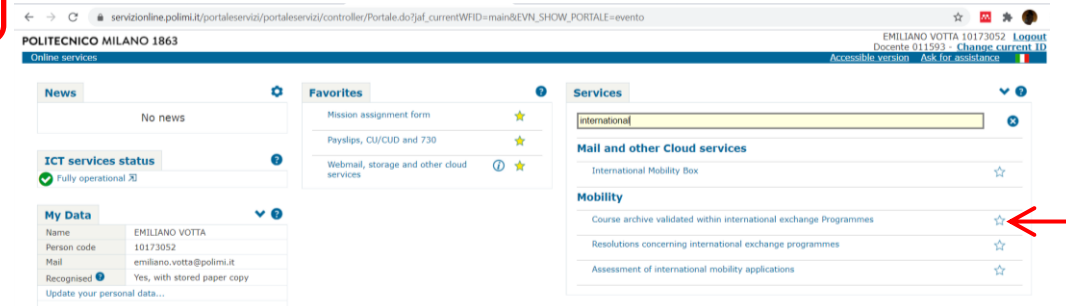 servizionline.polimi.it/portaleservizi/portaleservizi/controller/Portale.do?jaf_currentWFID=main&EVN_SHOW_PORTALE=evento
POLITECNICO MILANO 1863
EMILIANO VOTTA 10173052 Logout
Docente 011593 - Change current ID
Online services
Accessible version Ask for assistance
News
No news
ICT services status
Fully operational
My Data
Name EMILIANO VOTTA
Person code 10173052
Mail emiliano.votta@polimi.it
Recognised Yes, with stored paper copy
Update your personal data...
Favorites
Mission assignment form
Payslips, CU/CUD and 730
Webmail, storage and other cloud
services
Services
international
Mail and other Cloud services
International Mobility Box
Mobility
Course archive validated within international exchange Programmes
Resolutions concerning international exchange programmes
Assessment of international mobility applications